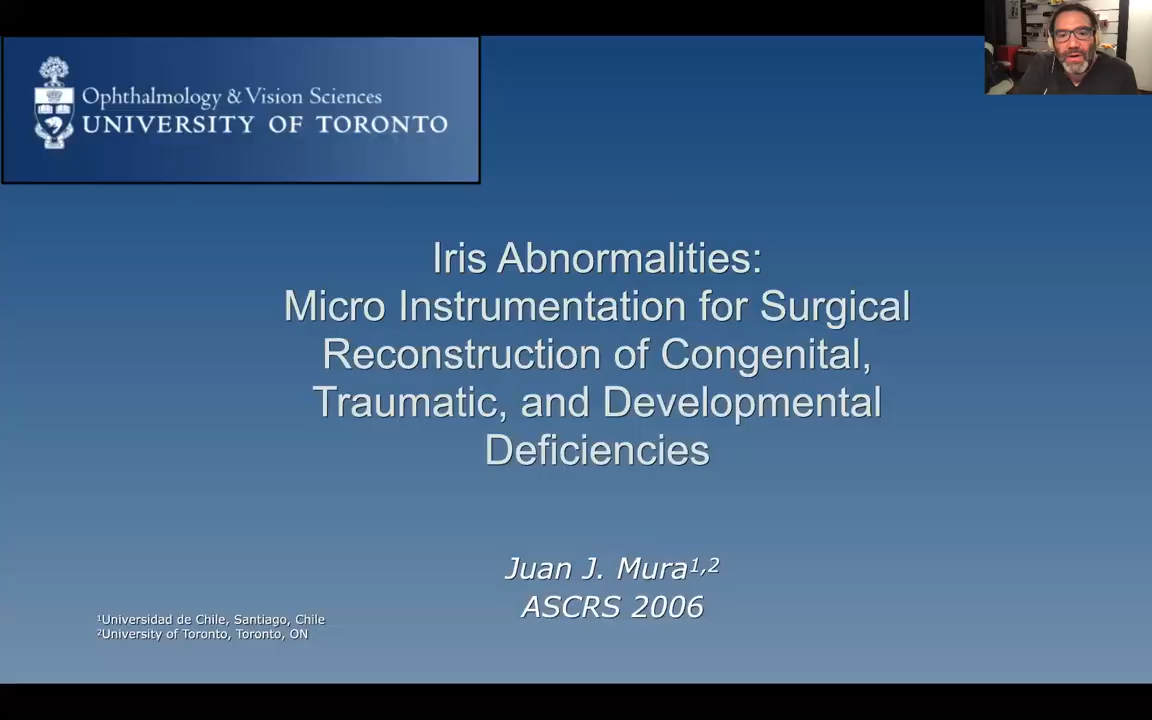 Ophthalmology & Vision Sciences
UNIVERSITY OF TORONTO
Iris Abnormalities:
Micro Instrumentation for Surgical
Reconstruction of Congenital,
Traumatic, and Developmental
Deficiencies
Juan J. Mura1,2
ASCRS 2006
1Universidad de Chile, Santiago, Chile
2University of Toronto, Toronto, ON